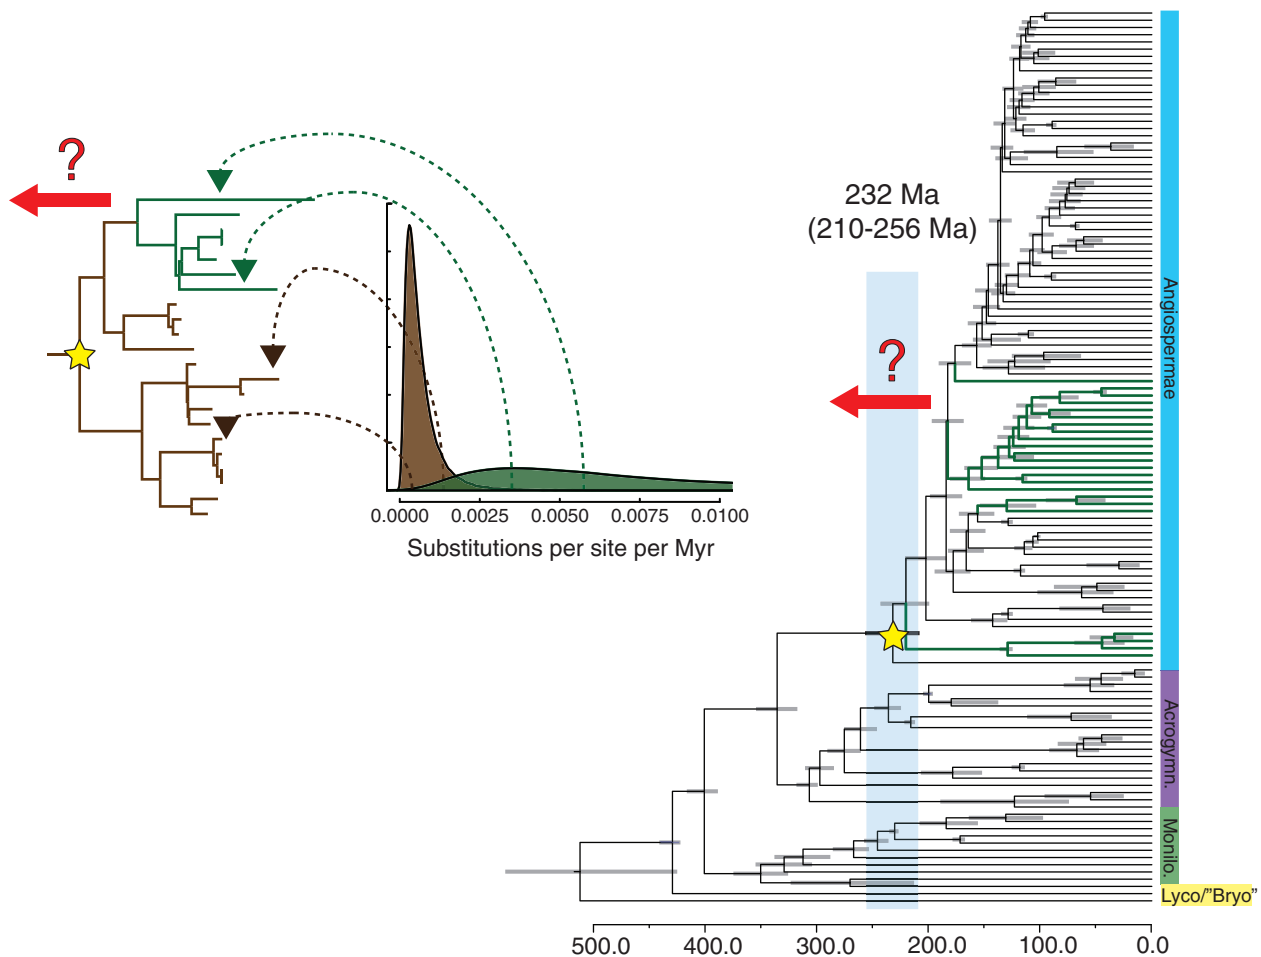 ?
0.0000 0.0025 0.0050 0.0075 0.0100
Substitutions per site per Myr
232 Ma
(210-256 Ma)
?
Angiospermae
Acrogymn.
Monilo.
Lyco/”Bryo”
500.0 400.0 300.0 200.0 100.0 0.0